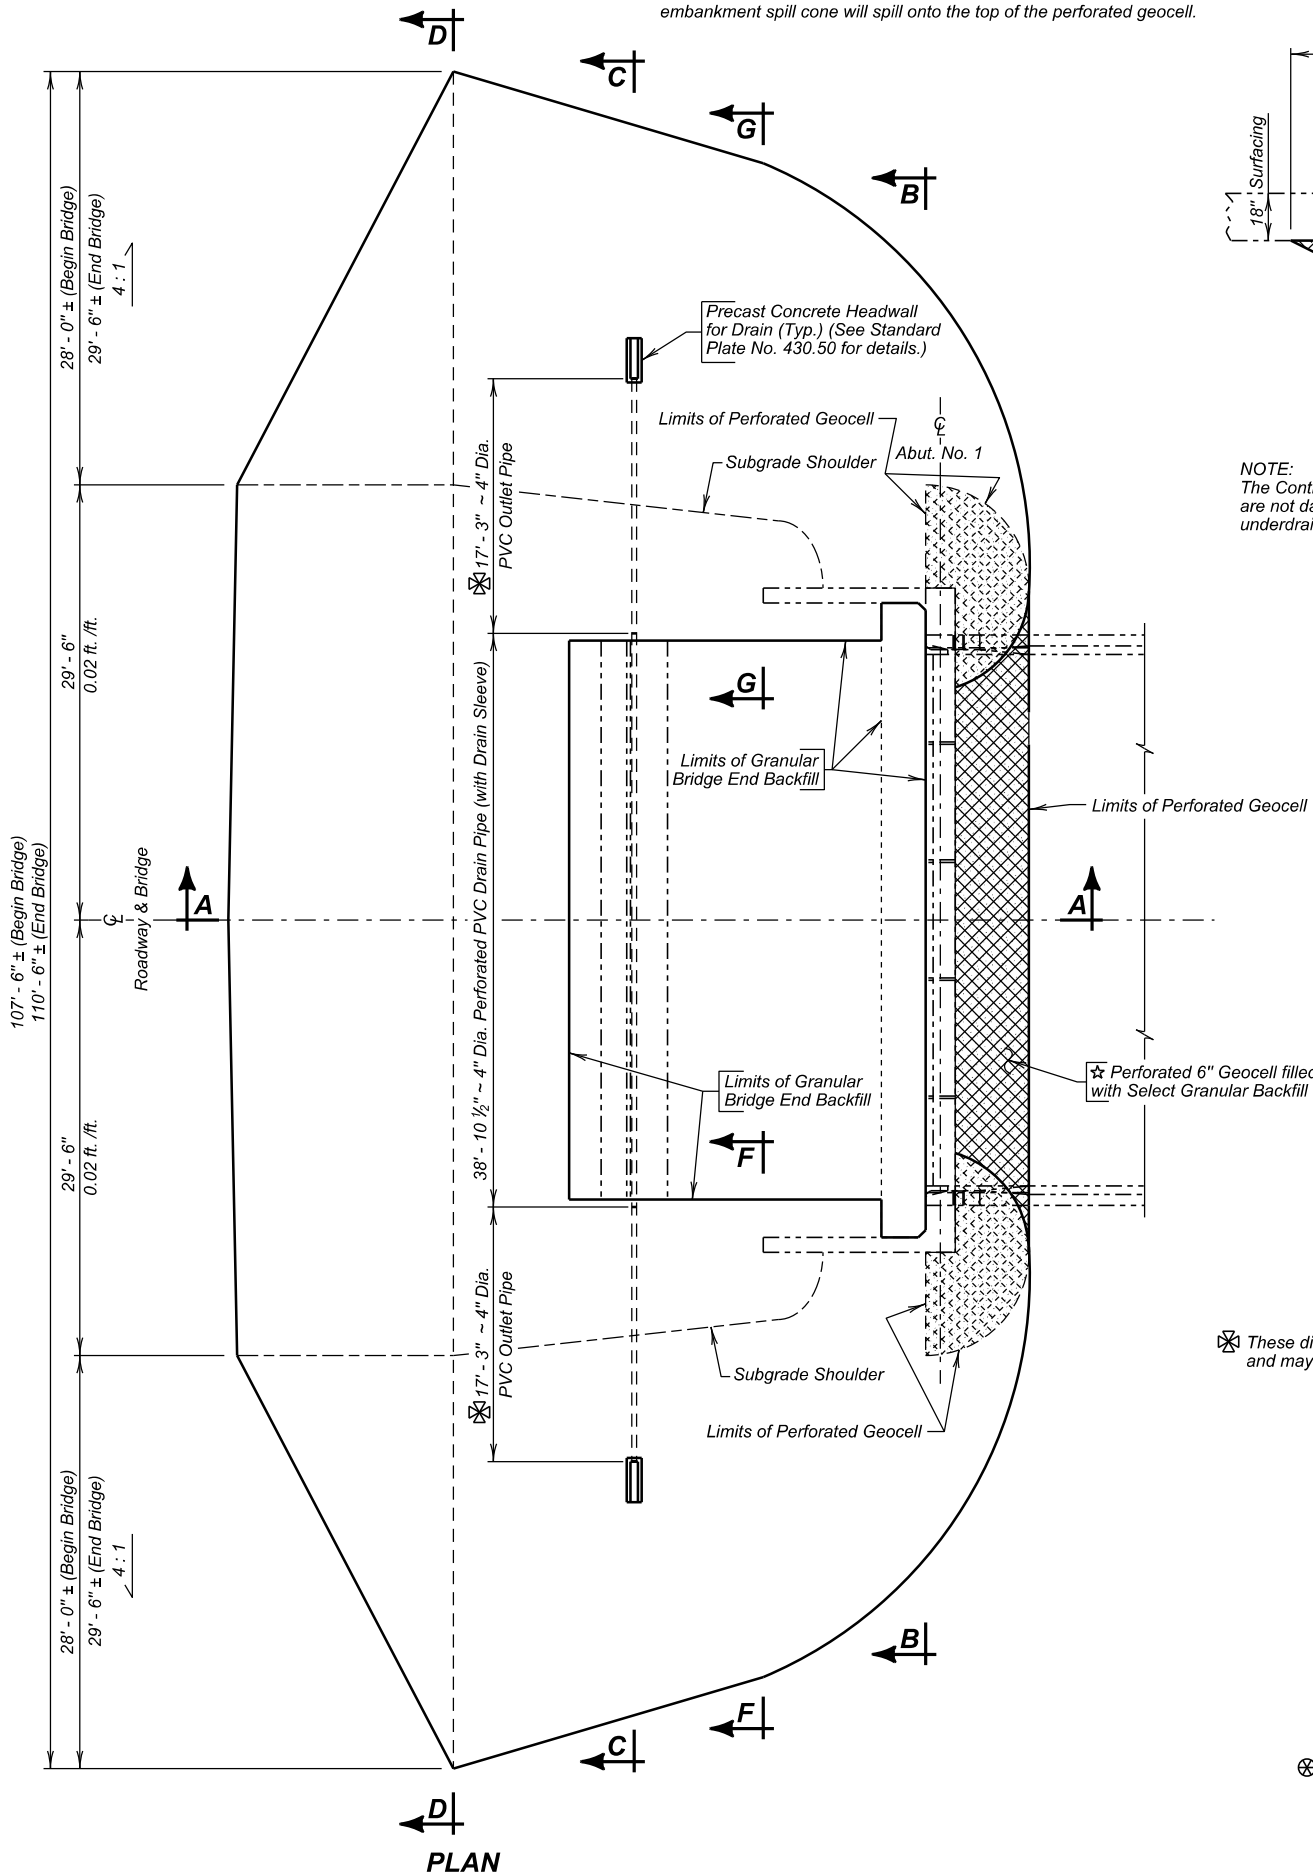 embankment spill cone will spill onto the top of the perforated geocell.
D
C
G
B
18" Surfacing
28' - 0" ± (Begin Bridge)
29' - 6" ± (End Bridge)
4 : 1
Precast Concrete Headwall
for Drain (Typ.) (See Standard
Plate No. 430.50 for details.)
17' - 3" ~ 4" Dia.
PVC Outlet Pipe
Limits of Perforated Geocell
Subgrade Shoulder
℄
Abut. No. 1
NOTE:
The Cont
are not da
underdrai
29' - 6"
0.02 ft. /ft.
38' - 10 ½" ~ 4" Dia. Perforated PVC Drain Pipe (with Drain Sleeve)
G
Limits of Granular
Bridge End Backfill
Limits of Perforated Geocell
107' - 6" ± (Begin Bridge)
110' - 6" ± (End Bridge)
℄
Roadway & Bridge
A
A
29' - 6"
0.02 ft. /ft.
Limits of Granular
Bridge End Backfill
☆ Perforated 6" Geocell filled
with Select Granular Backfill
F
17' - 3" ~ 4" Dia.
PVC Outlet Pipe
Subgrade Shoulder
Limits of Perforated Geocell
These di
and may
28' - 0" ± (Begin Bridge)
29' - 6" ± (End Bridge)
4 : 1
B
F
C
D
PLAN